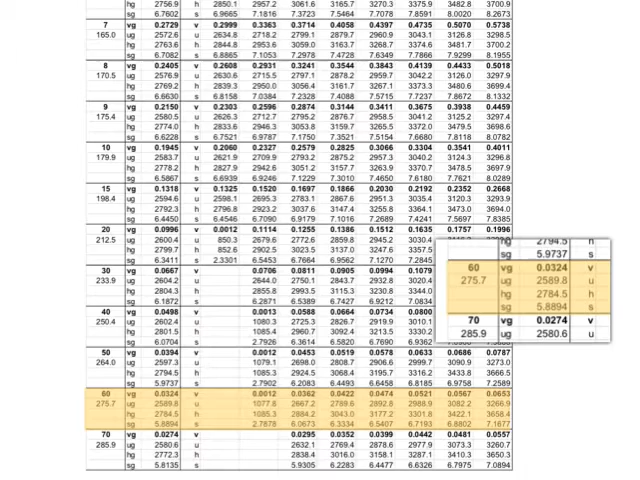 hg 2756.9 h 2850.1 2957.2 3061.6 3165.7 3270.3 3375.9 3482.8 3700.9
sg 6.7602 s 6.9665 7.1816 7.3723 7.5464 7.7078 7.8591 8.0020 8.2673
7 vg 0.2729 v 0.2999 0.3363 0.3714 0.4058 0.4397 0.4735 0.5070 0.5738
165.0 ug 2572.6 u 2634.8 2718.2 2799.1 2879.7 2960.9 3043.1 3126.8 3298.5
hg 2763.6 h 2844.8 2953.6 3059.0 3163.7 3268.7 3374.6 3481.7 3700.2
sg 6.7082 s 6.8865 7.1053 7.2978 7.4728 7.6349 7.7866 7.9299 8.1955
8 vg 0.2405 v 0.2608 0.2931 0.3241 0.3544 0.3843 0.4139 0.4433 0.5018
170.5 ug 2576.9 u 2630.6 2715.5 2797.1 2878.2 2959.7 3042.2 3126.0 3297.9
hg 2769.2 h 2839.3 2950.0 3056.4 3161.7 3267.1 3373.3 3480.6 3699.4
sg 6.6630 s 6.8158 7.0384 7.2328 7.4088 7.5715 7.7237 7.8672 8.1332
9 vg 0.2150 v 0.2303 0.2596 0.2874 0.3144 0.3411 0.3675 0.3938 0.4459
175.4 ug 2580.5 u 2626.3 2712.7 2795.2 2876.7 2958.5 3041.2 3125.2 3297.4
hg 2774.0 h 2833.6 2946.3 3053.8 3159.7 3265.5 3372.0 3479.5 3698.6
sg 6.6228 s 6.7521 6.9787 7.1750 7.3521 7.5154 7.6680 7.8118 8.0782
10 vg 0.1945 v 0.2060 0.2327 0.2579 0.2825 0.3066 0.3304 0.3541 0.4011
179.9 ug 2583.7 u 2621.9 2709.9 2793.2 2875.2 2957.3 3040.2 3124.3 3296.8
hg 2778.2 h 2827.9 2942.6 3051.2 3157.7 3263.9 3370.7 3478.5 3697.9
sg 6.5867 s 6.6939 6.9246 7.1229 7.3010 7.4650 7.6180 7.7621 8.0289
15 vg 0.1318 v 0.1325 0.1520 0.1697 0.1866 0.2030 0.2192 0.2352 0.2668
198.4 ug 2594.6 u 2598.1 2695.3 2783.1 2867.6 2951.3 3035.4 3120.3 3293.9
hg 2792.3 h 2796.8 2923.2 3037.6 3147.4 3255.8 3364.1 3473.0 3694.0
sg 6.4450 s 6.4546 6.7090 6.9179 7.1016 7.2689 7.4241 7.5697 7.8385
20 vg 0.0996 v 0.0012 0.1114 0.1255 0.1386 0.1512 0.1635 0.1757 0.1996
212.5 ug 2600.4 u 850.3 2679.6 2772.6 2859.8 2945.2 3030.4
hg 2799.7 h 852.6 2902.5 3023.5 3137.0 3247.6 3357.5
sg 6.3411 s 2.3301 6.5453 6.7664 6.9562 7.1270 7.2845
30 vg 0.0667 v 0.0706 0.0811 0.0905 0.0994 0.1079
233.9 ug 2604.2 u 2644.0 2750.1 2843.7 2932.8 3020.4
hg 2804.3 h 2855.8 2993.5 3115.3 3230.8 3344.0
sg 6.1872 s 6.2871 6.5389 6.7427 6.9212 7.0834
40 vg 0.0498 v 0.0013 0.0588 0.0664 0.0734 0.0800
250.4 ug 2602.4 u 1080.3 2725.3 2826.7 2919.9 3010.1
hg 2801.5 h 1085.4 2960.7 3092.4 3213.5 3330.2
sg 6.0704 s 2.7926 6.3614 6.5820 6.7690 6.9362
50 vg 0.0394 v 0.0012 0.0453 0.0519 0.0578 0.0633 0.0686 0.0787
264.0 ug 2597.3 u 1079.1 2698.0 2808.7 2906.6 2999.7 3090.9 3273.0
hg 2794.5 h 1085.3 2924.5 3068.4 3195.7 3316.2 3433.8 3666.5
sg 5.9737 s 2.7902 6.2083 6.4493 6.6458 6.8185 6.9758 7.2589
60 vg 0.0324 v 0.0012 0.0362 0.0422 0.0474 0.0521 0.0567 0.0653
275.7 ug 2589.8 u 1077.8 2667.2 2789.6 2892.8 2988.9 3082.2 3266.9
hg 2784.5 h 1085.3 2884.2 3043.0 3177.2 3301.8 3422.1 3658.4
sg 5.8894 s 2.7878 6.0673 6.3334 6.5407 6.7193 6.8802 7.1677
70 vg 0.0274 v 0.0295 0.0352 0.0399 0.0442 0.0481 0.0557
285.9 ug 2580.6 u 2632.1 2769.4 2878.6 2977.9 3073.3 3260.7
hg 2772.3 h 2838.4 3016.0 3158.1 3287.1 3410.3 3650.3
sg 5.8135 s 5.9305 6.2283 6.4477 6.6326 6.7975 7.0894
hg 2794.5 h
sg 5.9737 s
60 vg 0.0324 v
275.7 ug 2589.8 u
hg 2784.5 h
sg 5.8894 s
70 vg 0.0274 v
285.9 ug 2580.6 u